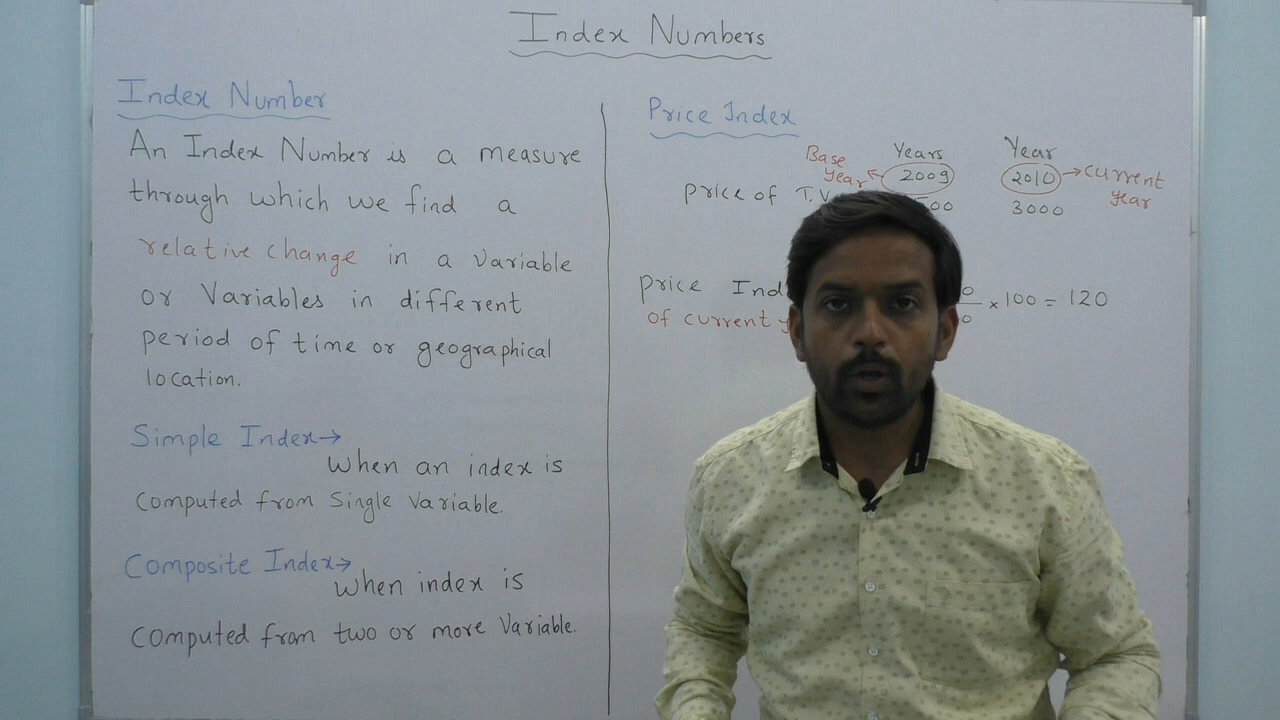 Index Numbers
Index Number
An Index Number is a measure
through which we find a
relative change in a variable
or Variables in different
period of time or geographical
location.
Simple Index→
When an index is
Computed from Single Variable.
Composite Index→
When index is
Computed from two or more Variable.
Price Index
Base Years Year
year ← 2009 2010 → Current
year
price of T.V 3000
price
of current
× 100 = 120